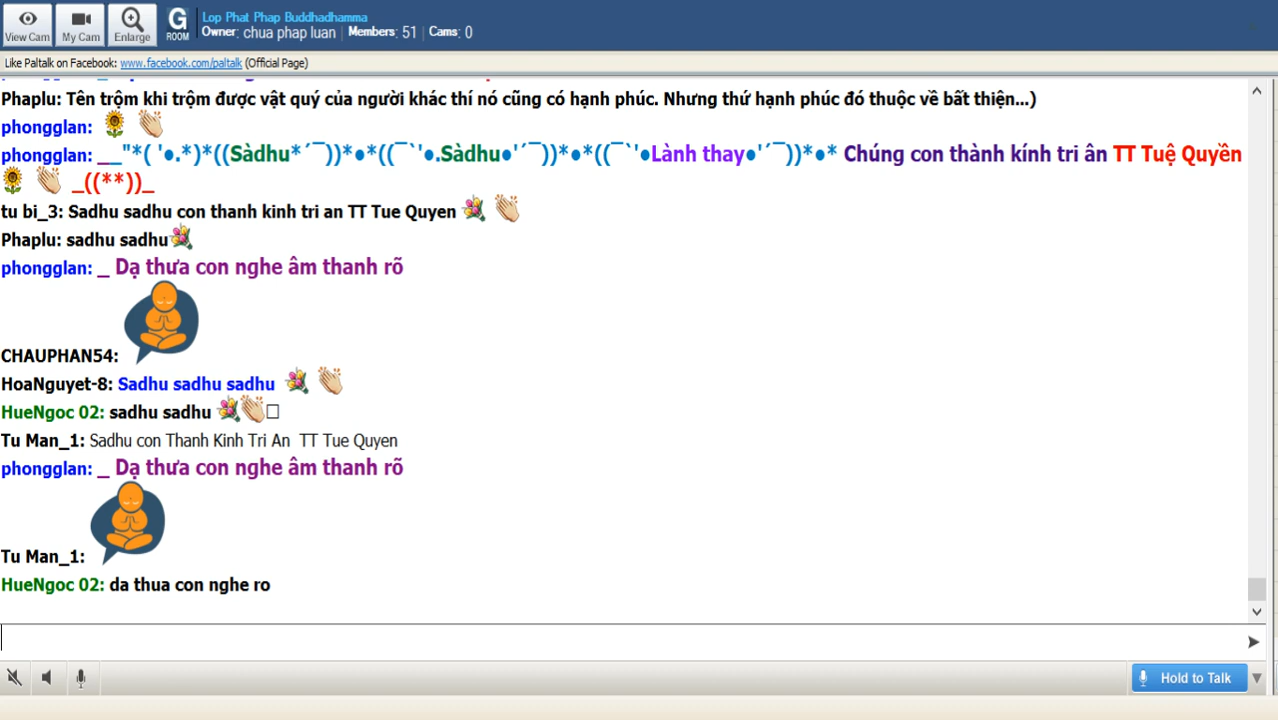 Lop Phat Phap Buddhadhamma
Owner: chua phap luan | Members: 51 | Cams: 0
View Cam
My Cam
Enlarge
G
ROOM
Like Paltalk on Facebook: www.facebook.com/paltalk (Official Page)
Phaplu: Tên trộm khi trộm được vật quý của người khác thí nó cũng có hạnh phúc. Nhưng thứ hạnh phúc đó thuộc về bất thiện...)
phongglan:
phongglan: __"*( '●.*)*((Sàdhu*´¯))*●*((¯`'●.Sàdhu●'´¯))*●*((¯`'●Lành thay●'´¯))*●* Chúng con thành kính tri ân TT Tuệ Quyền
_((**))_
tu bi_3: Sadhu sadhu con thanh kinh tri an TT Tue Quyen
Phaplu: sadhu sadhu
phongglan: _ Dạ thưa con nghe âm thanh rõ
CHAUPHAN54:
HoaNguyet-8: Sadhu sadhu sadhu
HueNgoc 02: sadhu sadhu
Tu Man_1: Sadhu con Thanh Kinh Tri An  TT Tue Quyen
phongglan: _ Dạ thưa con nghe âm thanh rõ
Tu Man_1:
HueNgoc 02: da thua con nghe ro
Hold to Talk